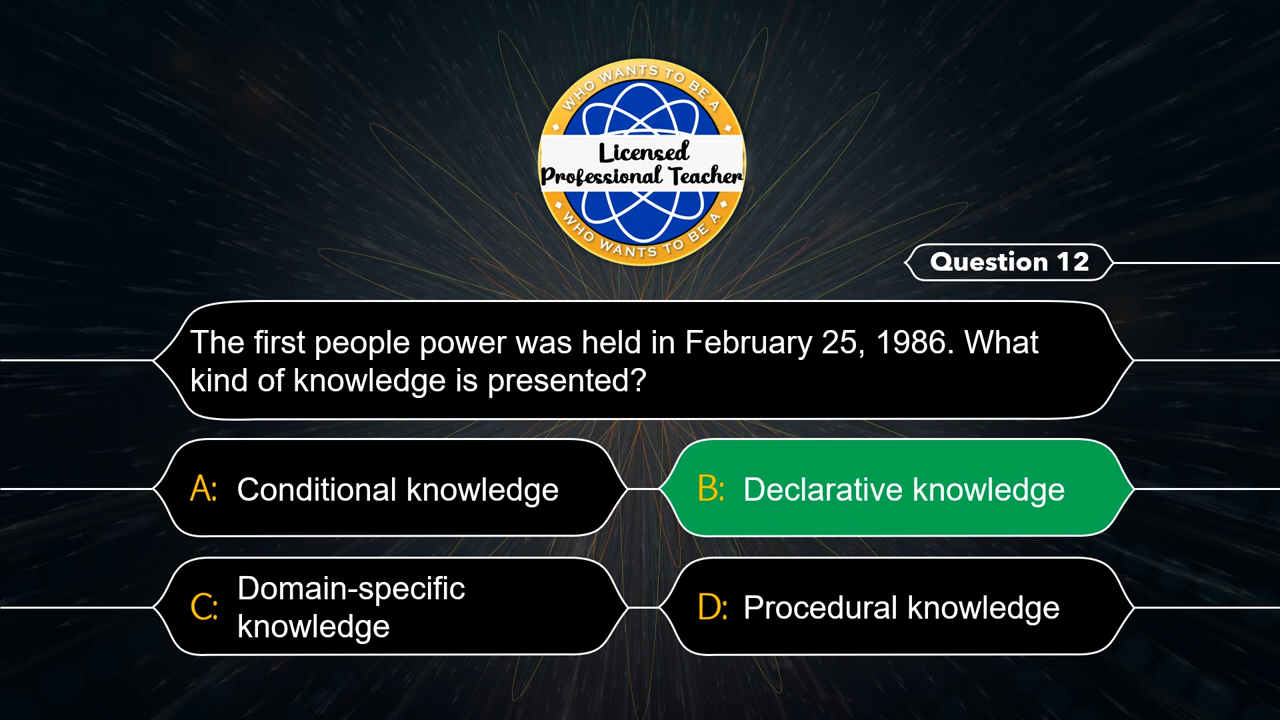 WHO WANTS TO BE A
Licensed
Professional Teacher
WHO WANTS TO BE A
Question 12
The first people power was held in February 25, 1986. What
kind of knowledge is presented?
A: Conditional knowledge
B: Declarative knowledge
C: Domain-specific
knowledge
D: Procedural knowledge